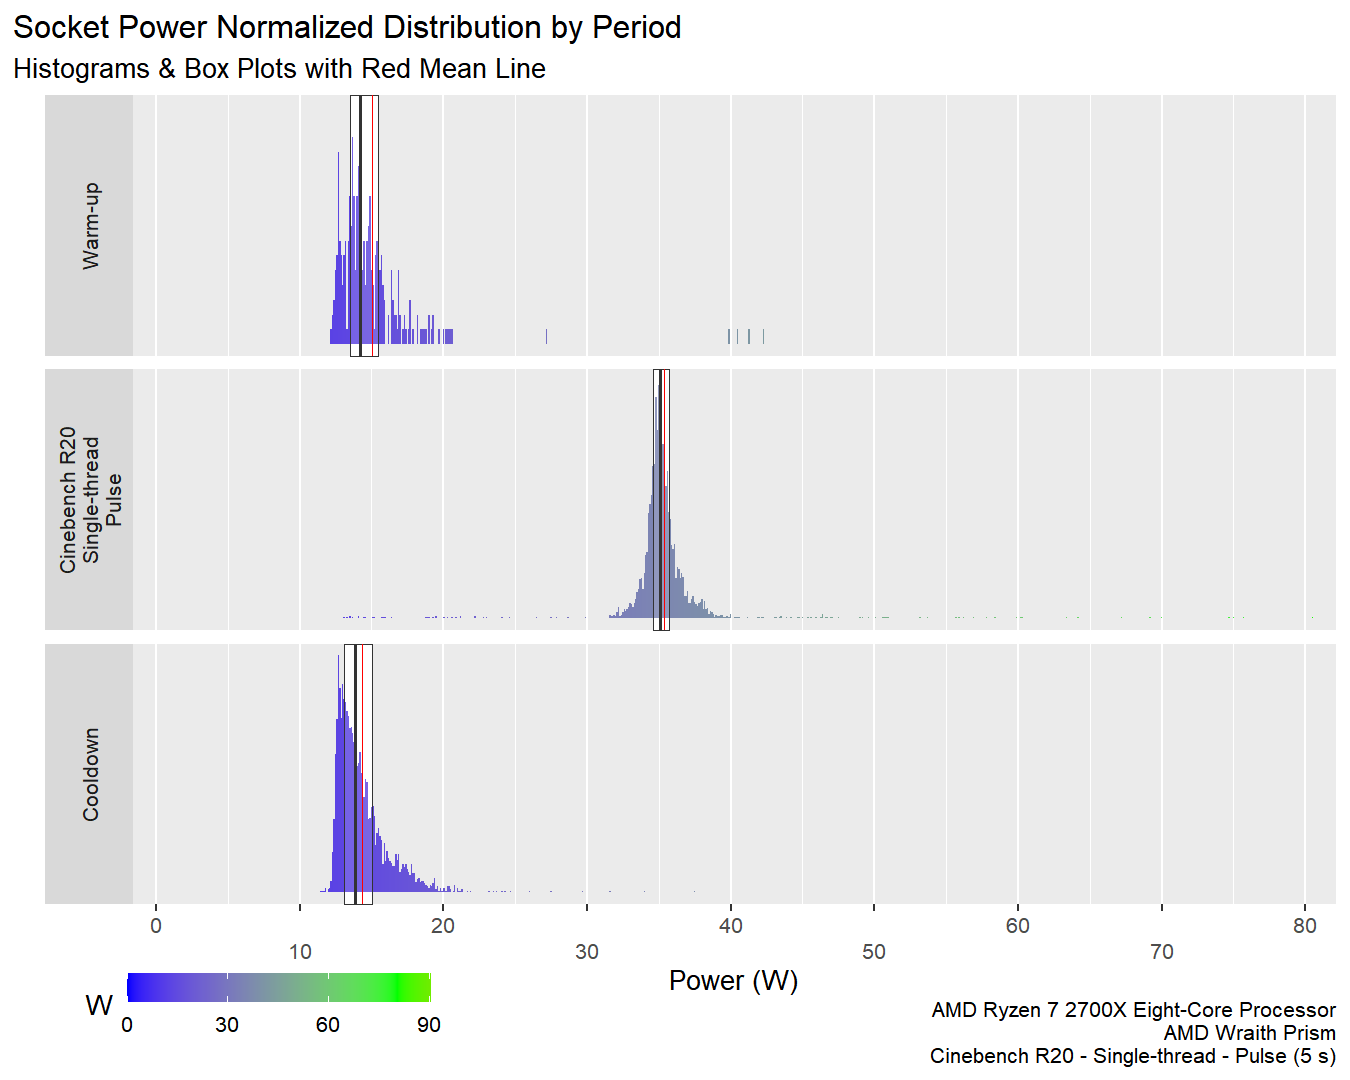 Socket Power Normalized Distribution by Period
Histograms & Box Plots with Red Mean Line
Warm-up
Cinebench R20
Single-thread
Pulse
Cooldown
0 20 40 50 60 70 80
10 30
Power (W)
W
0 30 60 90
AMD Ryzen 7 2700X Eight-Core Processor
AMD Wraith Prism
Cinebench R20 - Single-thread - Pulse (5 s)